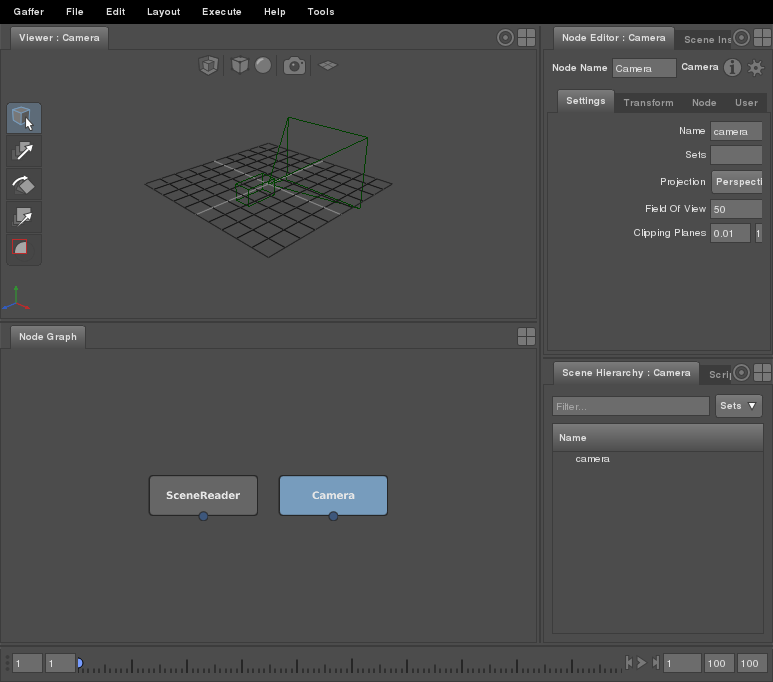 Gaffer File Edit Layout Execute Help Tools
Viewer : Camera
Node Editor : Camera Scene Ins
Node Name Camera Camera
Settings Transform Node User
Name camera
Sets
Projection Perspecti
Field Of View 50
Clipping Planes 0.01 1
Node Graph
SceneReader Camera
Scene Hierarchy : Camera Scrip
Filter... Sets
Name
camera
1 1 1 100 100